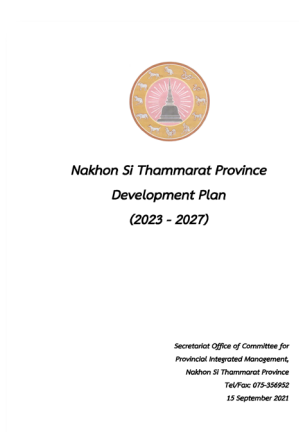 Nakhon Si Thammarat Province
Development Plan
(2023 - 2027)
Secretariat Office of Committee for
Provincial Integrated Management,
Nakhon Si Thammarat Province
Tel/Fax: 075-356952
15 September 2021